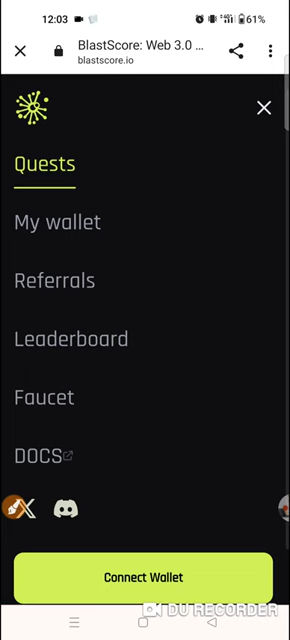 12:03
61%
BlastScore: Web 3.0 ...
blastscore.io
Quests
My wallet
Referrals
Leaderboard
Faucet
DOCS
Connect Wallet
DU RECORDER